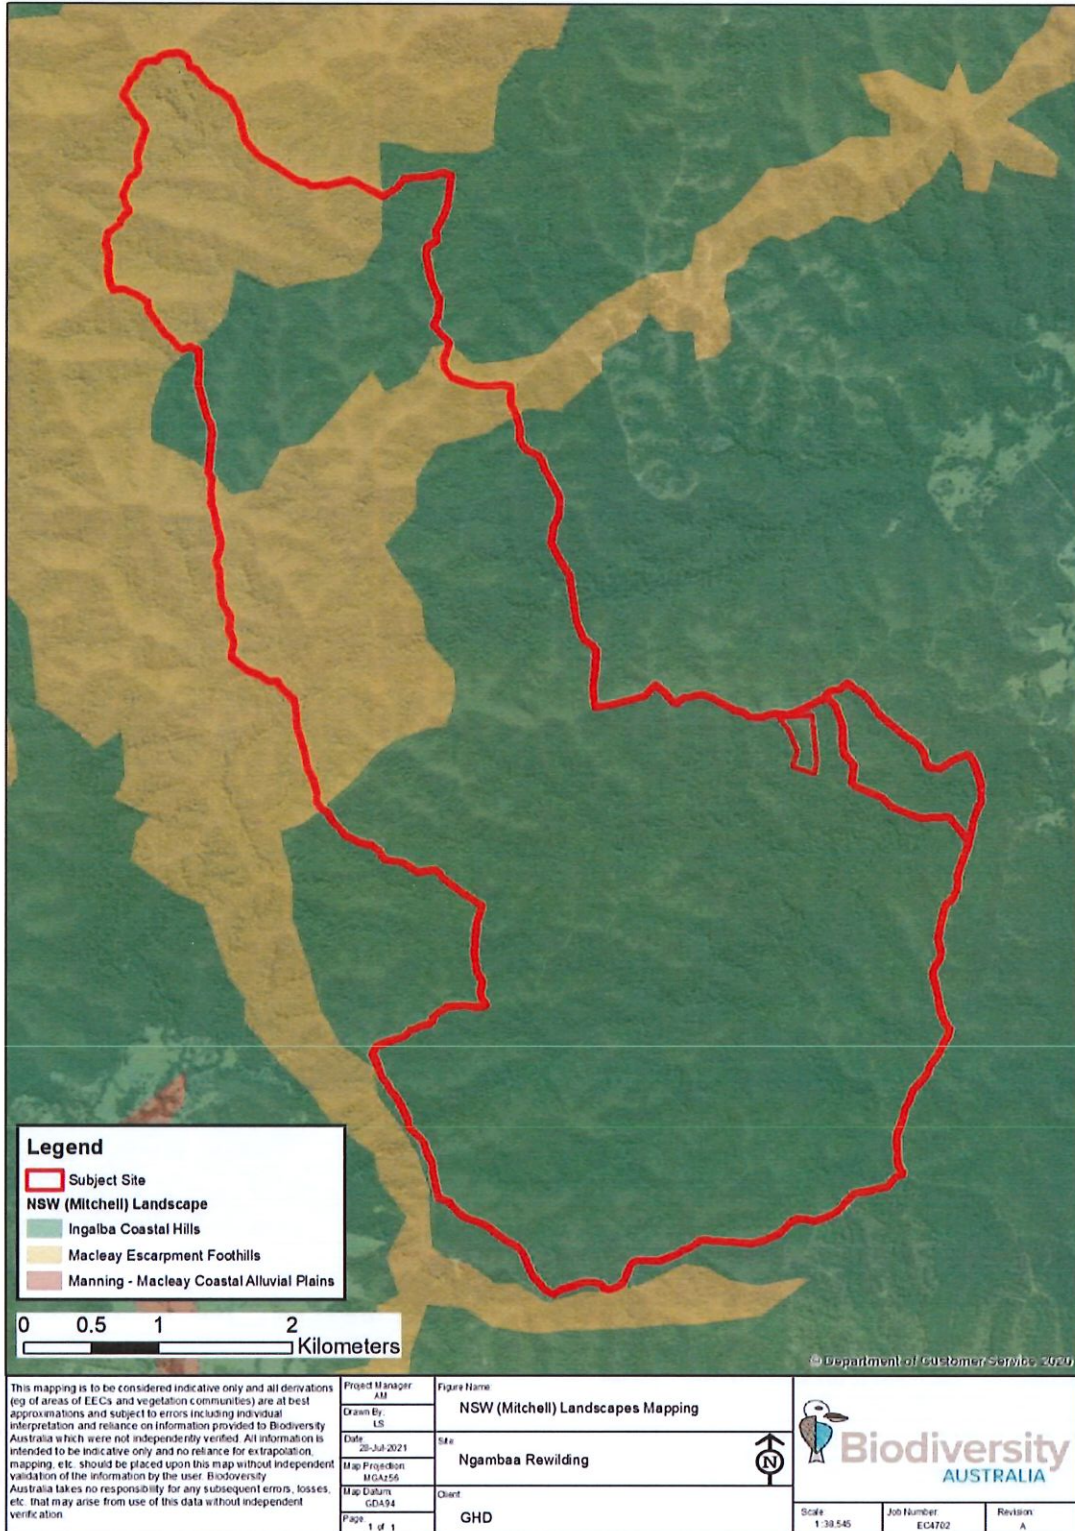 Legend
Subject Site
NSW (Mitchell) Landscape
Ingalba Coastal Hills
Macleay Escarpment Foothills
Manning - Macleay Coastal Alluvial Plains
0 0.5 1 2
Kilometers
© Department of Customer Service 2020
This mapping is to be considered indicative only and all derivations
(eg of areas of EECs and vegetation communities) are at best
approximations and subject to errors including individual
interpretation and reliance on information provided to Biodiversity
Australia which were not independently verified. All information is
intended to be indicative only and no reliance for extrapolation,
mapping, etc. should be placed upon this map without independent
validation of the information by the user. Biodoversity
Australia takes no responsibility for any subsequent errors, losses,
etc. that may arise from use of this data without independent
verification
Project Manager:
AM
Drawn By:
LS
Date
28-Jul-2021
Map Projection
MGAz56
Map Datum
GDA94
Page
1 of 1
Figure Name:
NSW (Mitchell) Landscapes Mapping
Site
Ngambaa Rewilding
N
Client
GHD
Biodiversity
AUSTRALIA
Scale
1:38,545
Job Number
EC4702
Revision
A